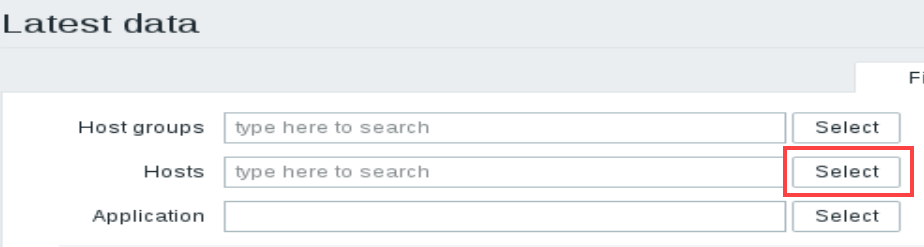 Latest data
Host groups type here to search Select
Hosts type here to search Select
Application Select